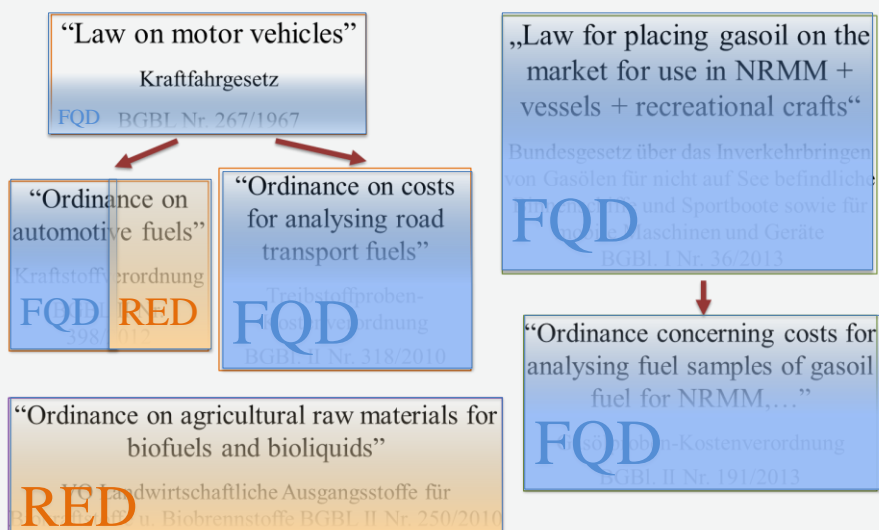 “Law on motor vehicles”
Kraftfahrgesetz
FQD BGBL Nr. 267/1967
“Ordinance on
automotive fuels”
Kraftstoffverordnung
398/2012
FQD RED
“Ordinance on costs
for analysing road
transport fuels”
Treibstoffproben-
Kostenverordnung
BGBl. II Nr. 318/2010
FQD
„Law for placing gasoil on the
market for use in NRMM +
vessels + recreational crafts“
Bundesgesetz über das Inverkehrbringen
von Gasölen für nicht auf See befindliche
und Sportboote sowie für
mobile Maschinen und Geräte
BGBl. I Nr. 36/2013
FQD
“Ordinance concerning costs for
analysing fuel samples of gasoil
fuel for NRMM,…”
Gasölproben-Kostenverordnung
BGBl. II Nr. 191/2013
FQD
“Ordinance on agricultural raw materials for
biofuels and bioliquids”
VO Landwirtschaftliche Ausgangsstoffe für
Biokraftstoffe u. Biobrennstoffe BGBL II Nr. 250/2010
RED